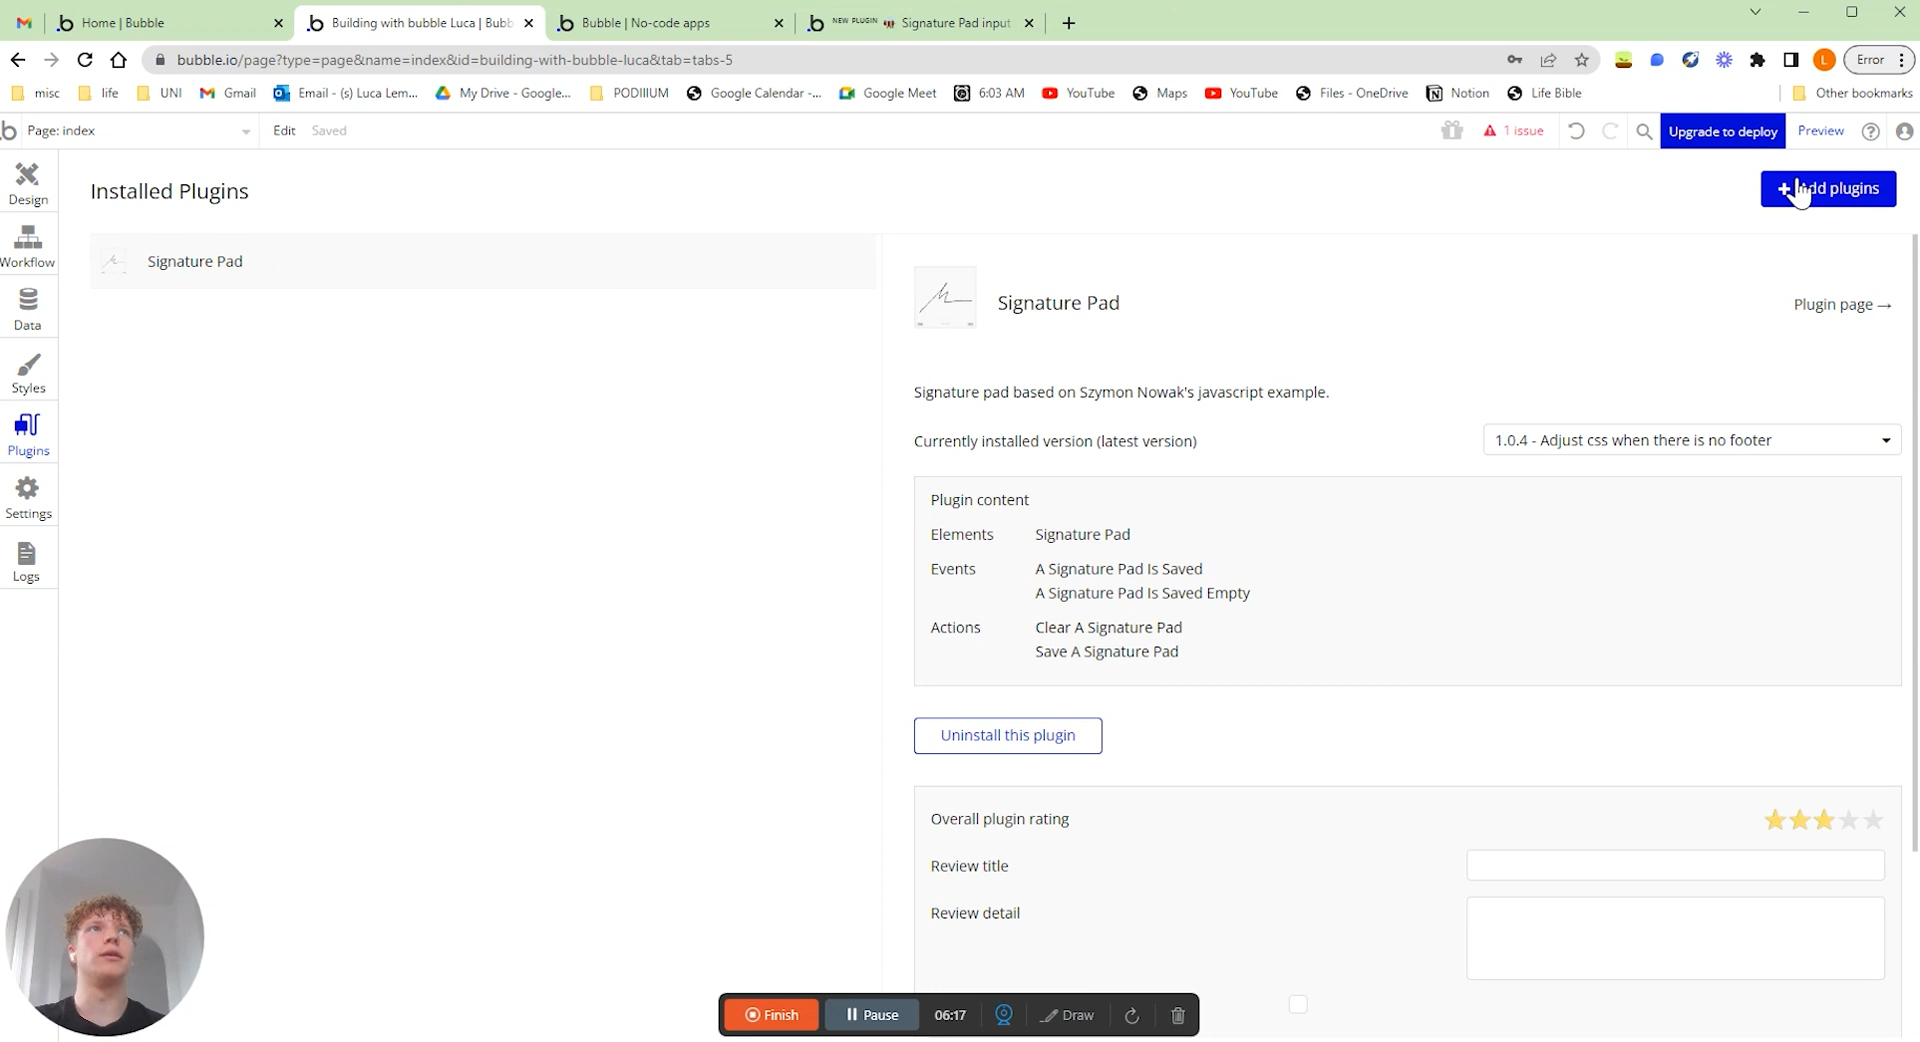 Home | Bubble
Building with bubble Luca | Bubb
Bubble | No-code apps
NEW PLUGIN Signature Pad input
bubble.io/page?type=page&name=index&id=building-with-bubble-luca&tab=tabs-5
L
Error
misc
life
UNI
Gmail
Email - (s) Luca Lem...
My Drive - Google...
PODIIIUM
Google Calendar -...
Google Meet
6:03 AM
YouTube
Maps
YouTube
Files - OneDrive
Notion
Life Bible
Other bookmarks
Page: index
Edit
Saved
1 issue
Upgrade to deploy
Preview
Design
Workflow
Data
Styles
Plugins
Settings
Logs
Installed Plugins
+ dd plugins
Signature Pad
Signature Pad
Plugin page →
Signature pad based on Szymon Nowak's javascript example.
Currently installed version (latest version)
1.0.4 - Adjust css when there is no footer
Plugin content
Elements Signature Pad
Events A Signature Pad Is Saved
A Signature Pad Is Saved Empty
Actions Clear A Signature Pad
Save A Signature Pad
Uninstall this plugin
Overall plugin rating
Review title
Review detail
Finish
Pause
06:17
Draw